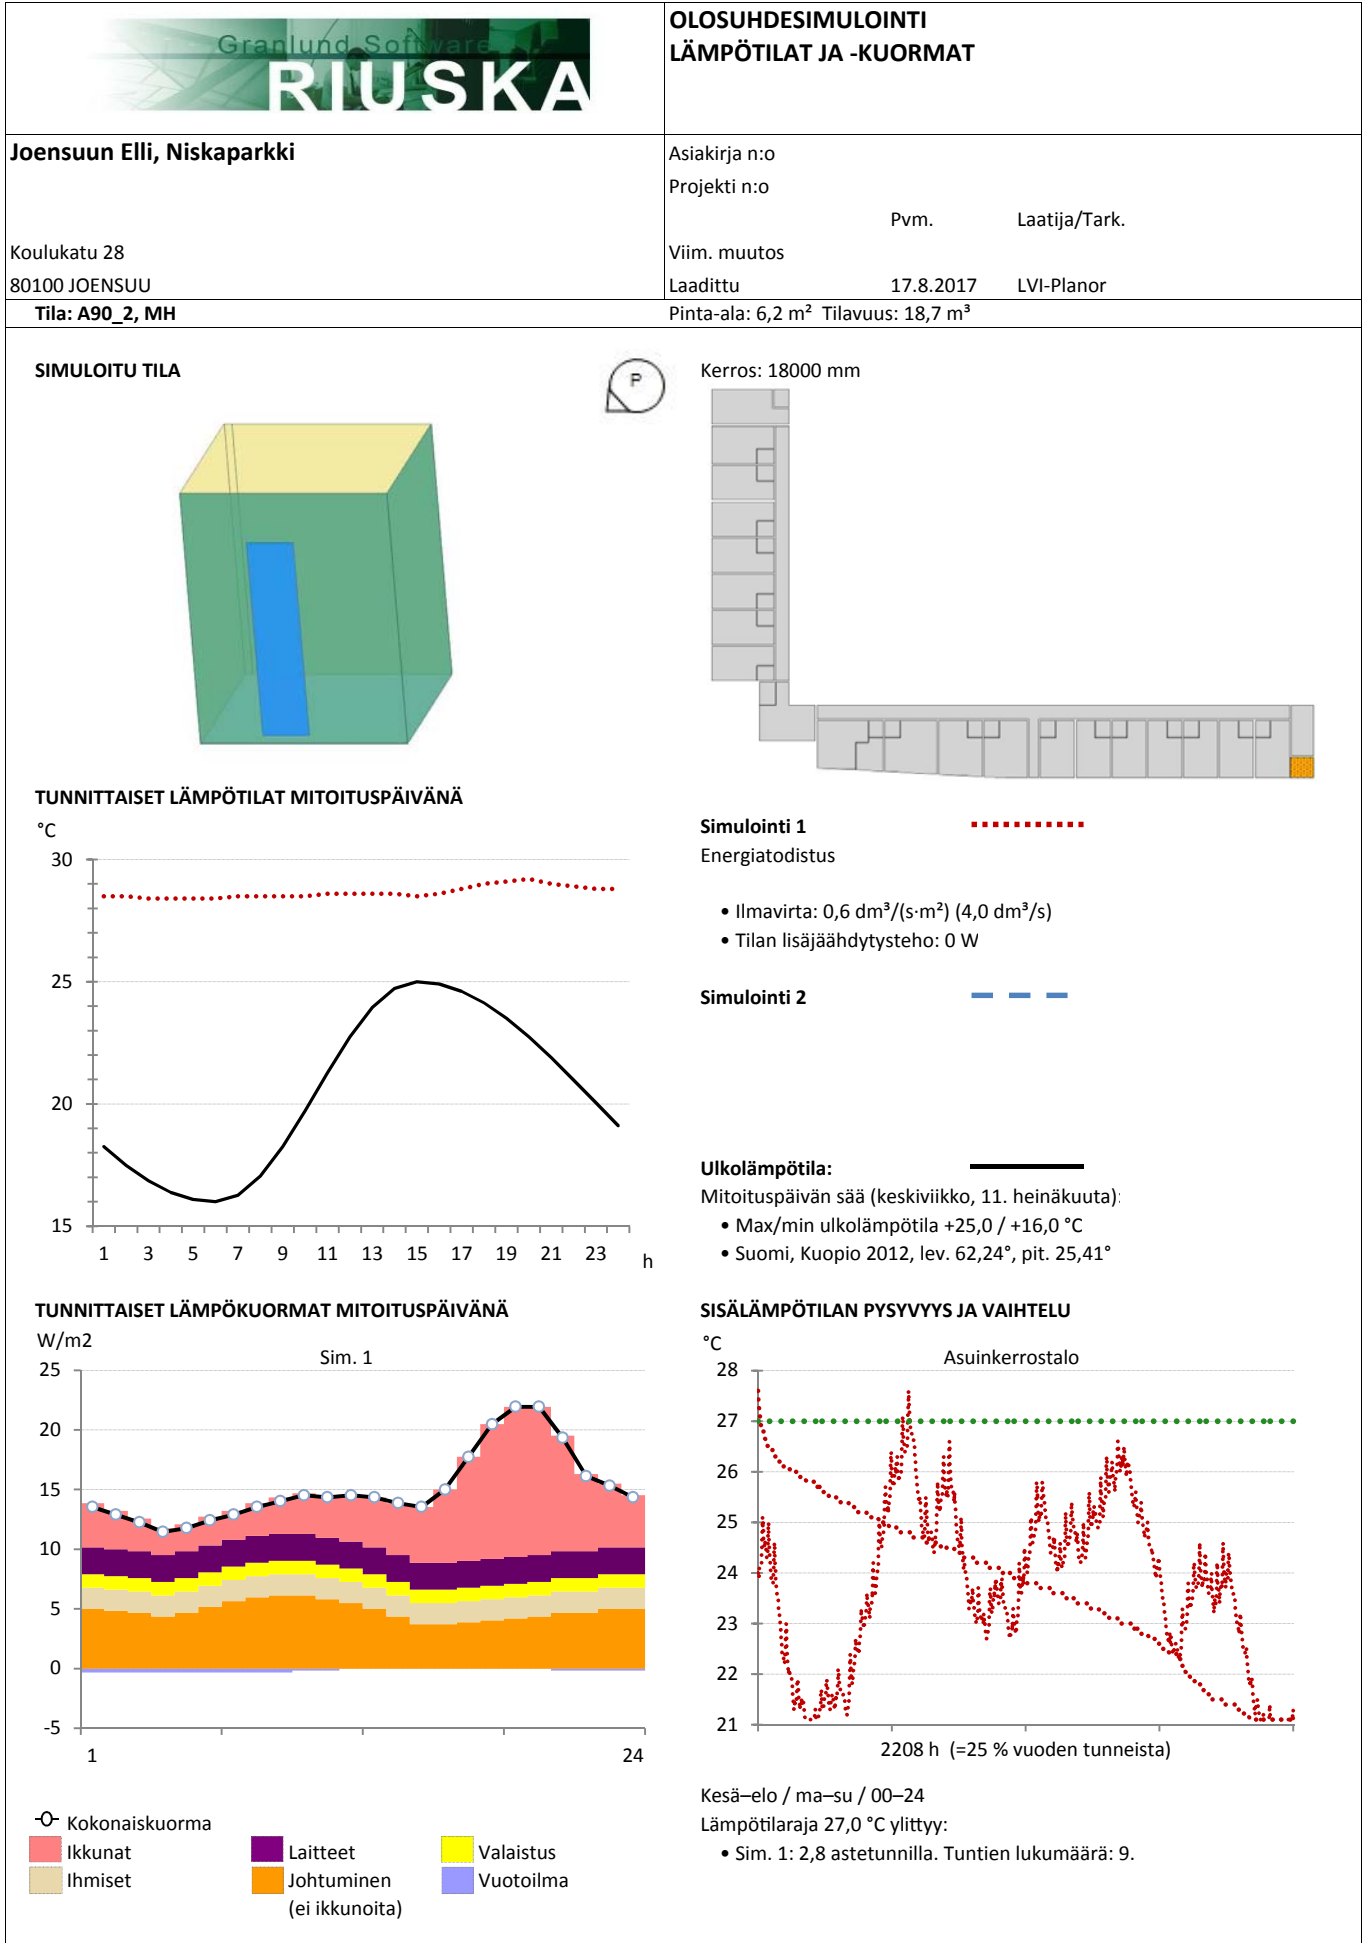 Granlund Software
RIUSKA
OLOSUHDESIMULOINTI
LÄMPÖTILAT JA -KUORMAT
Joensuun Elli, Niskaparkki
Asiakirja n:o
Projekti n:o
Pvm. Laatija/Tark.
Koulukatu 28
Viim. muutos
80100 JOENSUU
Laadittu 17.8.2017 LVI-Planor
Tila: A90_2, MH
Pinta-ala: 6,2 m² Tilavuus: 18,7 m³
SIMULOITU TILA
P
Kerros: 18000 mm
TUNNITTAISET LÄMPÖTILAT MITOITUSPÄIVÄNÄ
°C
30
25
20
15
1 3 5 7 9 11 13 15 17 19 21 23 h
Simulointi 1
Energiatodistus
• Ilmavirta: 0,6 dm³/(s·m²) (4,0 dm³/s)
• Tilan lisäjäähdytysteho: 0 W
Simulointi 2
Ulkolämpötila:
Mitoituspäivän sää (keskiviikko, 11. heinäkuuta):
• Max/min ulkolämpötila +25,0 / +16,0 °C
• Suomi, Kuopio 2012, lev. 62,24°, pit. 25,41°
TUNNITTAISET LÄMPÖKUORMAT MITOITUSPÄIVÄNÄ
W/m2
Sim. 1
25
20
15
10
5
0
-5
1 24
Kokonaiskuorma
Ikkunat Laitteet Valaistus
Ihmiset Johtuminen Vuotoilma
(ei ikkunoita)
SISÄLÄMPÖTILAN PYSYVYYS JA VAIHTELU
°C
Asuinkerrostalo
28
27
26
25
24
23
22
21
2208 h (=25 % vuoden tunneista)
Kesä–elo / ma–su / 00–24
Lämpötilaraja 27,0 °C ylittyy:
• Sim. 1: 2,8 astetunnilla. Tuntien lukumäärä: 9.